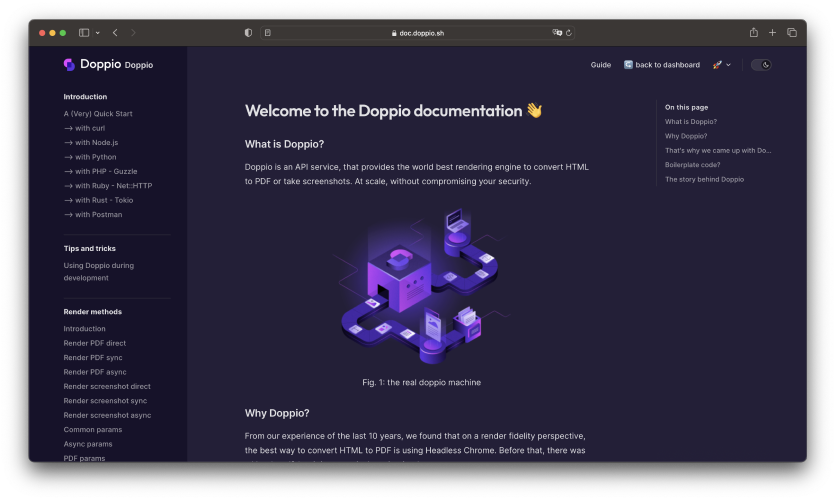 doc.doppio.sh
Doppio Doppio
Guide
back to dashboard
Introduction
A (Very) Quick Start
→ with curl
→ with Node.js
→ with Python
→ with PHP - Guzzle
→ with Ruby - Net::HTTP
→ with Rust - Tokio
→ with Postman
Tips and tricks
Using Doppio during
development
Render methods
Introduction
Render PDF direct
Render PDF sync
Render PDF async
Render screenshot direct
Render screenshot sync
Render screenshot async
Common params
Async params
PDF params
Welcome to the Doppio documentation 👋
What is Doppio?
Doppio is an API service, that provides the world best rendering engine to convert HTML
to PDF or take screenshots. At scale, without compromising your security.
Fig. 1: the real doppio machine
Why Doppio?
From our experience of the last 10 years, we found that on a render fidelity perspective,
the best way to convert HTML to PDF is using Headless Chrome. Before that, there was
On this page
What is Doppio?
Why Doppio?
That's why we came up with Do...
Boilerplate code?
The story behind Doppio